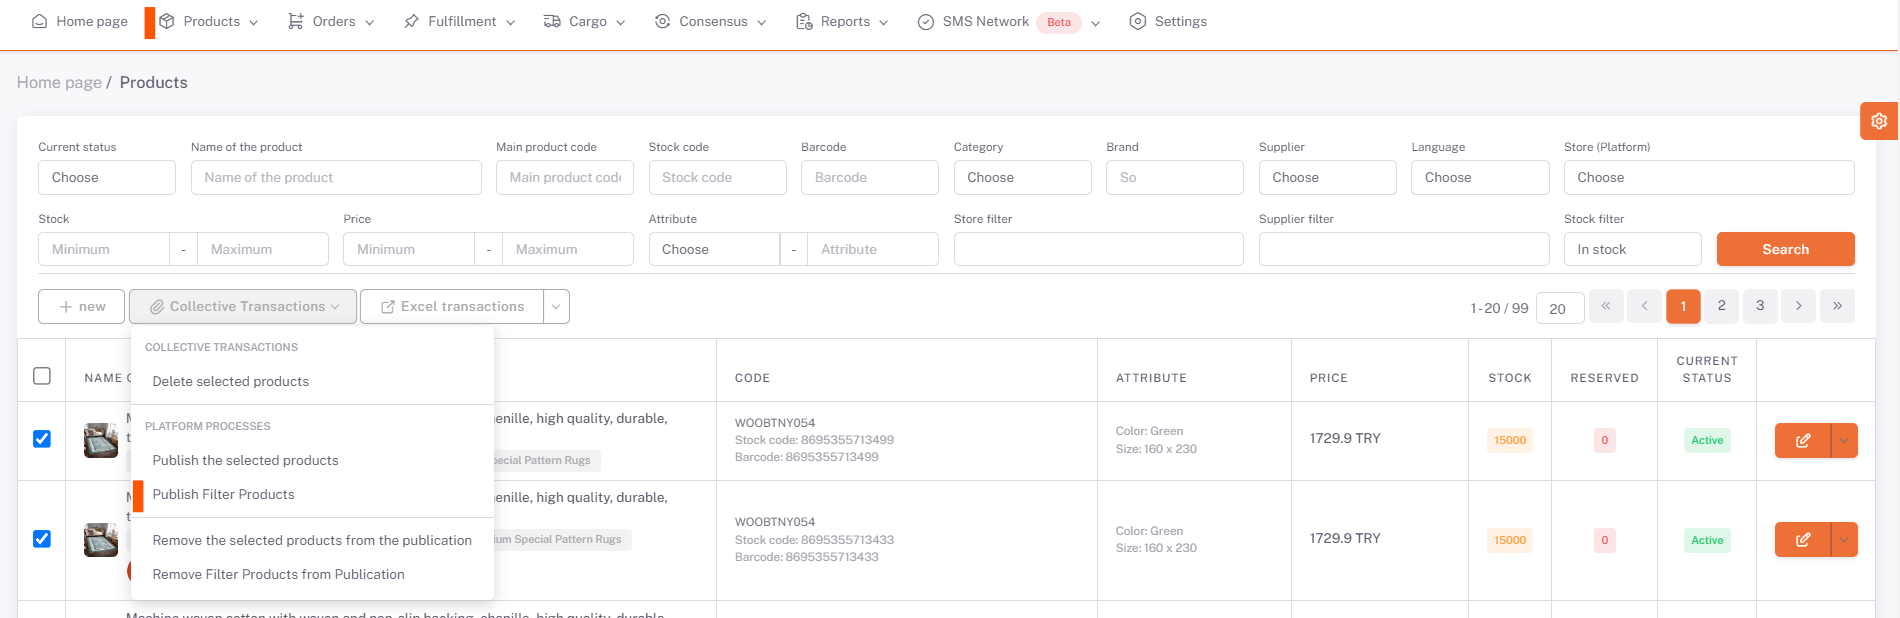 Home page Products Orders Fulfillment Cargo Consensus Reports SMS Network Beta Settings
Home page / Products
Current status Name of the product Main product code Stock code Barcode Category Brand Supplier Language Store (Platform)
Choose Name of the product Main product code Stock code Barcode Choose So Choose Choose Choose
Stock Price Attribute Store filter Supplier filter Stock filter
Minimum - Maximum Minimum - Maximum Choose - Attribute In stock Search
+ new Collective Transactions Excel transactions 1-20 / 99 20 « ‹ 1 2 3 › »
COLLECTIVE TRANSACTIONS
Delete selected products
PLATFORM PROCESSES
Publish the selected products
Publish Filter Products
Remove the selected products from the publication
Remove Filter Products from Publication
NAME CODE ATTRIBUTE PRICE STOCK RESERVED CURRENT STATUS
high quality, durable,
Special Pattern Rugs
WOOBTNY054
Stock code: 8695355713499
Barcode: 8695355713499
Color: Green
Size: 160 x 230
1729.9 TRY
15000
0
Active
high quality, durable,
Special Pattern Rugs
WOOBTNY054
Stock code: 8695355713433
Barcode: 8695355713433
Color: Green
Size: 160 x 230
1729.9 TRY
15000
0
Active
Machine woven cotton with woven and non-slip backing, chenille, high quality, durable,